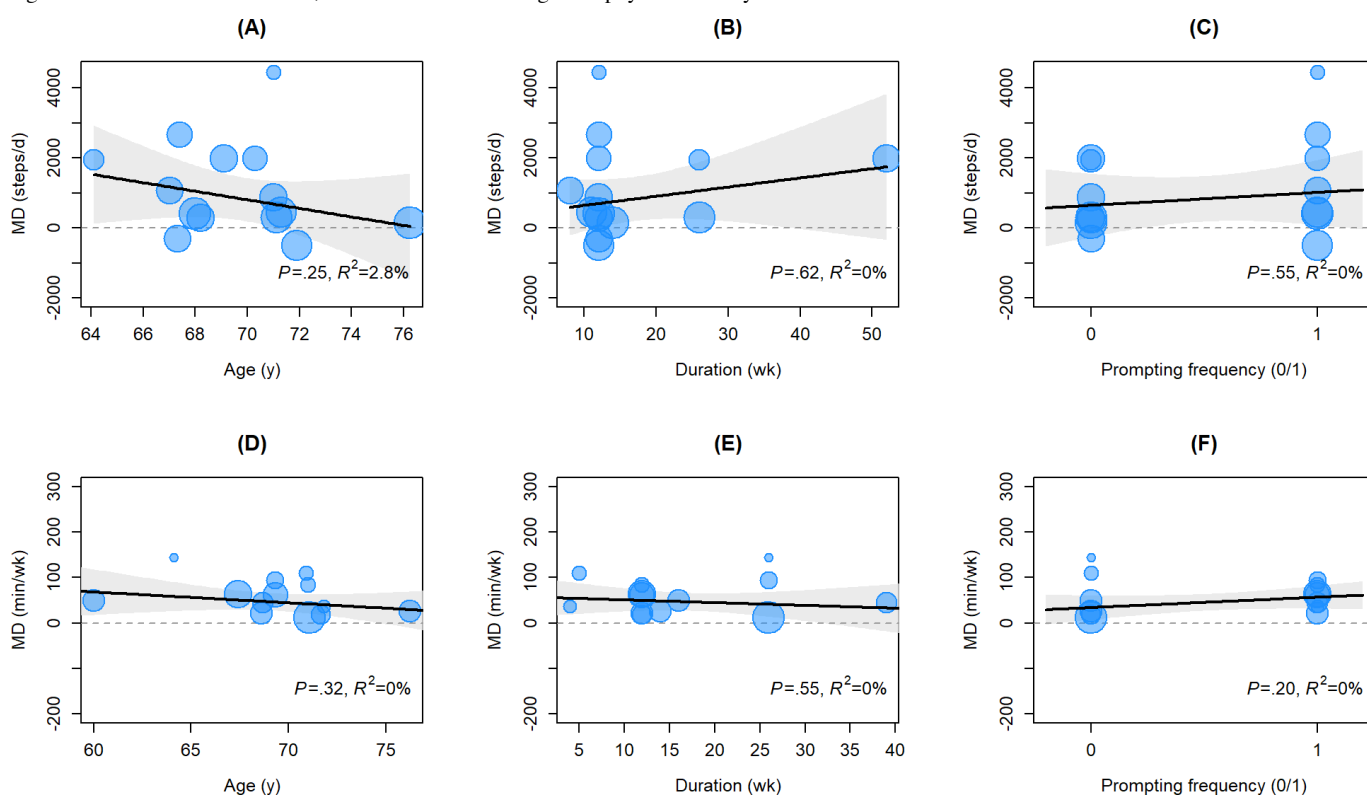 (A)
MD (steps/d)
4000
2000
0
-2000
P=.25, R²=2.8%
64 66 68 70 72 74 76
Age (y)
(B)
MD (steps/d)
4000
2000
0
-2000
P=.62, R²=0%
10 20 30 40 50
Duration (wk)
(C)
MD (steps/d)
4000
2000
0
-2000
P=.55, R²=0%
0 1
Prompting frequency (0/1)
(D)
MD (min/wk)
300
200
100
0
-200
P=.32, R²=0%
60 65 70 75
Age (y)
(E)
MD (min/wk)
300
200
100
0
-200
P=.55, R²=0%
5 10 15 20 25 30 35 40
Duration (wk)
(F)
MD (min/wk)
300
200
100
0
-200
P=.20, R²=0%
0 1
Prompting frequency (0/1)